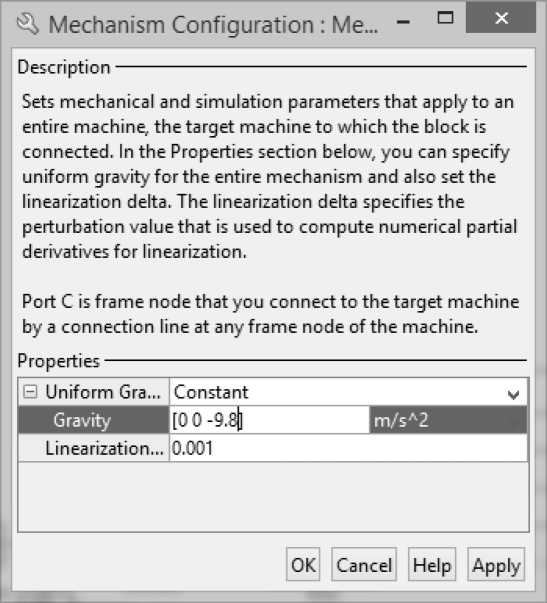 Mechanism Configuration : Me...
Description
Sets mechanical and simulation parameters that apply to an
entire machine, the target machine to which the block is
connected. In the Properties section below, you can specify
uniform gravity for the entire mechanism and also set the
linearization delta. The linearization delta specifies the
perturbation value that is used to compute numerical partial
derivatives for linearization.
Port C is frame node that you connect to the target machine
by a connection line at any frame node of the machine.
Properties
Uniform Gra... Constant
Gravity [0 0 -9.8] m/s^2
Linearization... 0.001
OK Cancel Help Apply